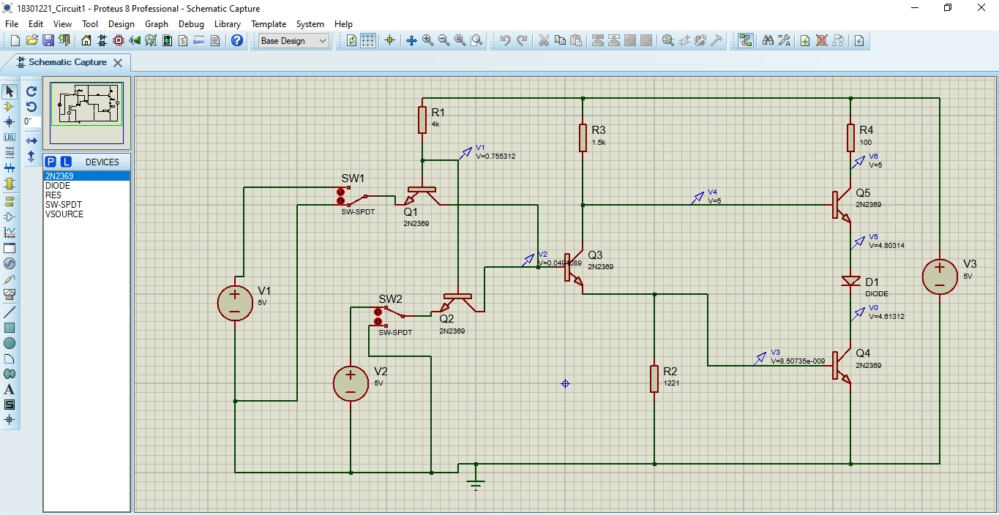 18301221_Circuit1 - Proteus 8 Professional - Schematic Capture
File Edit View Tool Design Graph Debug Library Template System Help
Base Design
Schematic Capture
0°
LBL
P L DEVICES
2N2369
DIODE
RES
SW-SPDT
VSOURCE
R1
4k
V1
V=0.755312
R3
1.5k
R4
100
V6
V=5
SW1
SW-SPDT
Q1
2N2369
V4
V=5
Q5
2N2369
V5
V=4.80314
V2
V=0.0494089
Q3
2N2369
V3
5V
D1
DIODE
V1
5V
SW2
SW-SPDT
Q2
2N2369
V0
V=4.61312
V3
V=8.50735e-009
Q4
2N2369
V2
5V
R2
1221
A
S